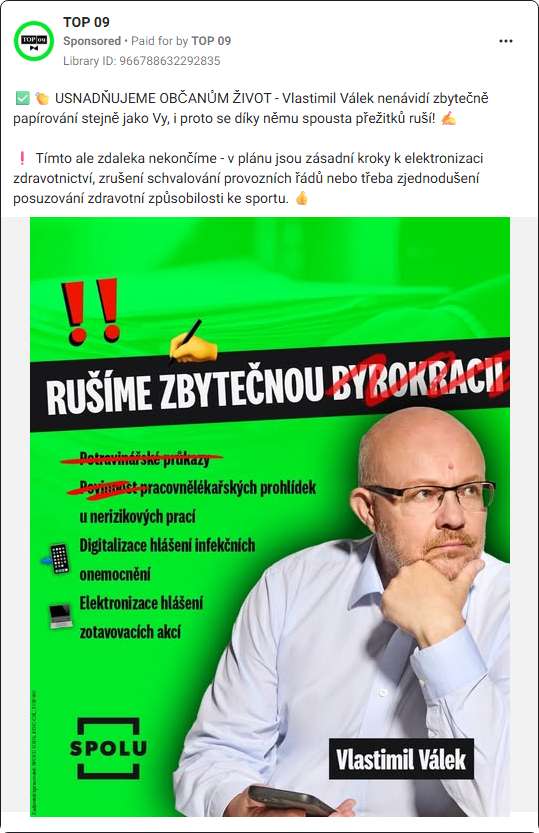 TOP 09
Sponsored • Paid for by TOP 09
Library ID: 966788632292835
✅ 👏 USNADŇUJEME OBČANŮM ŽIVOT - Vlastimil Válek nenávidí zbytečně
papírování stejně jako Vy, i proto se díky němu spousta přežitků ruší! ✍️
❗ Tímto ale zdaleka nekončíme - v plánu jsou zásadní kroky k elektronizaci
zdravotnictví, zrušení schvalování provozních řádů nebo třeba zjednodušení
posuzování zdravotní způsobilosti ke sportu. 👍
RUŠÍME ZBYTEČNOU BYROKRACII
Potravinářské průkazy
Povinnost pracovnělékařských prohlídek
u nerizikových prací
Digitalizace hlášení infekčních
onemocnění
Elektronizace hlášení
zotavovacích akcí
SPOLU
Vlastimil Válek